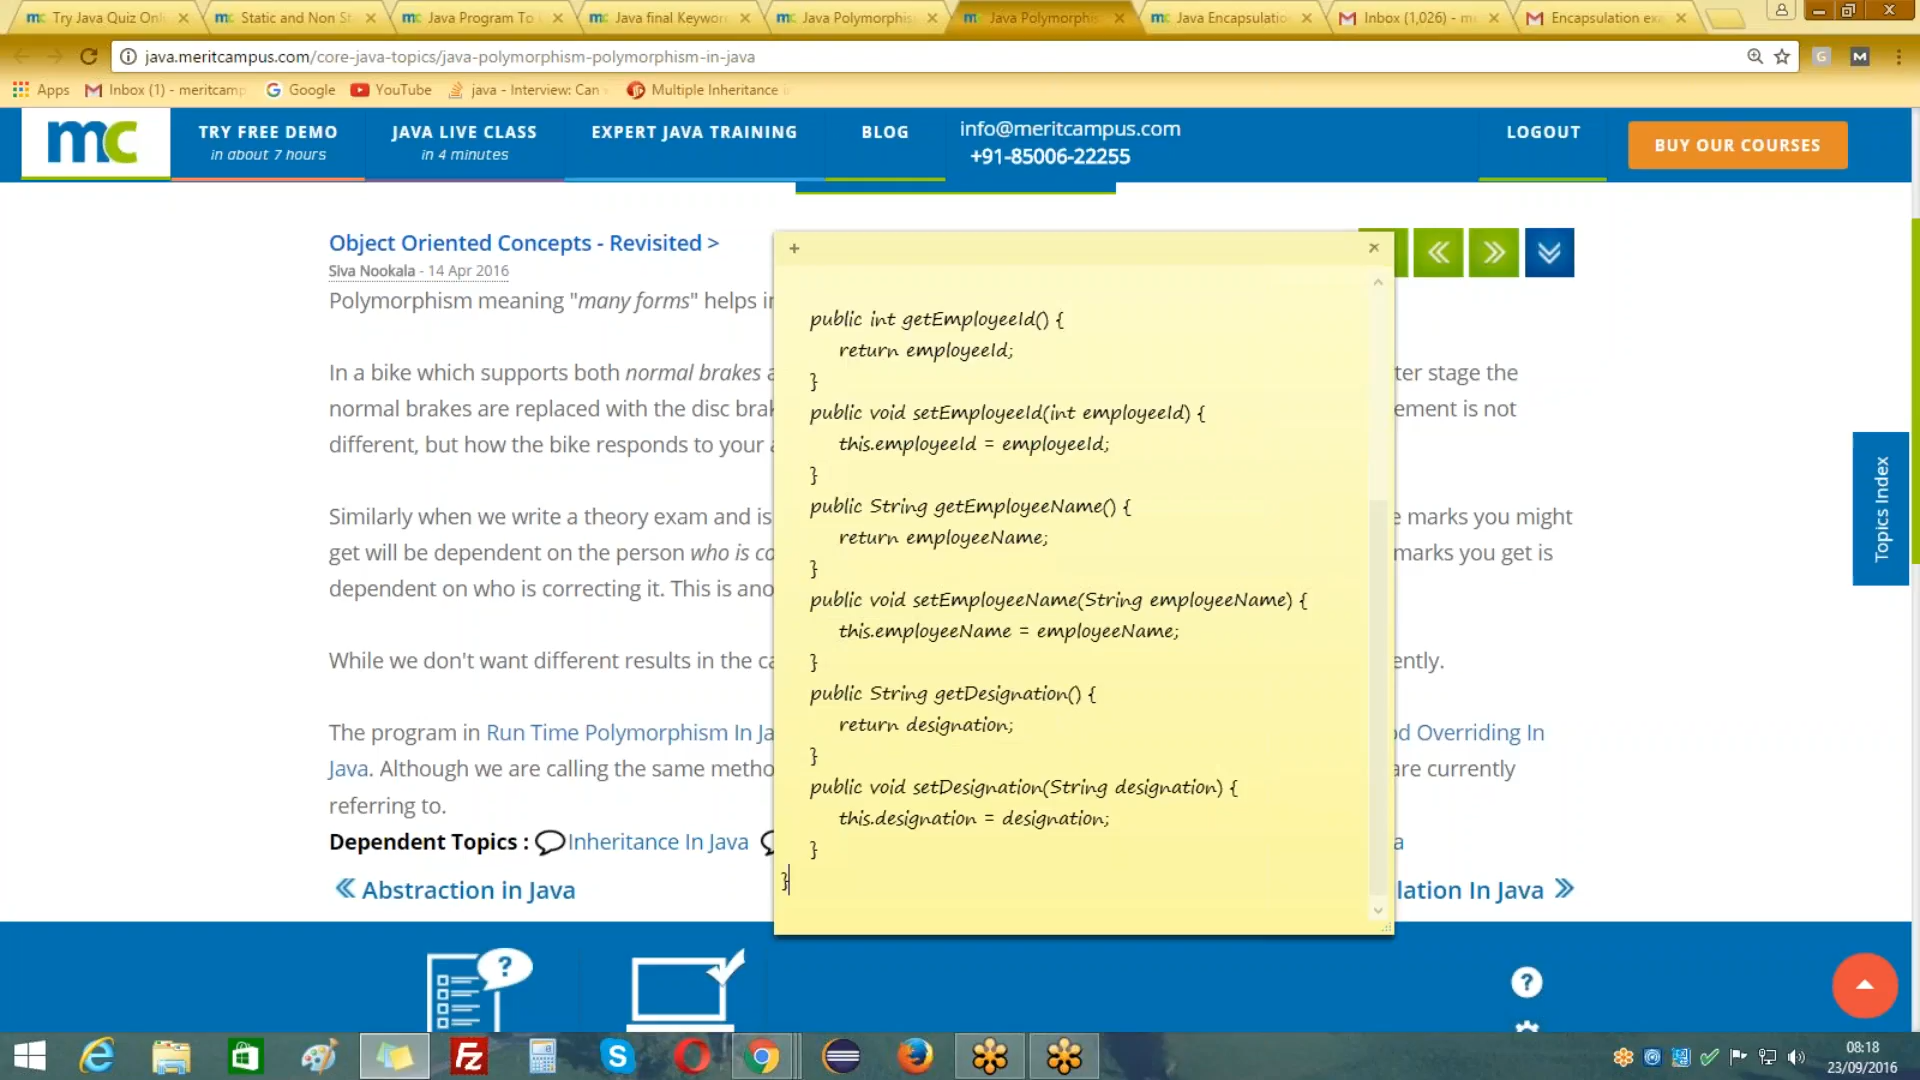 Try Java Quiz Onl
Static and Non St
Java Program To
Java final Keywor
Java Polymorphis
Java Polymorphis
Java Encapsulatio
Inbox (1,026) - m
Encapsulation exa
java.meritcampus.com/core-java-topics/java-polymorphism-polymorphism-in-java
Apps
Inbox (1) - meritcamp
Google
YouTube
java - Interview: Can
Multiple Inheritance i
mc
TRY FREE DEMO
in about 7 hours
JAVA LIVE CLASS
in 4 minutes
EXPERT JAVA TRAINING
BLOG
info@meritcampus.com
+91-85006-22255
LOGOUT
BUY OUR COURSES
Object Oriented Concepts - Revisited >
Siva Nookala - 14 Apr 2016
Polymorphism meaning "many forms" helps i
In a bike which supports both normal brakes a
ter stage the
normal brakes are replaced with the disc brak
ement is not
different, but how the bike responds to your a
Similarly when we write a theory exam and is
e marks you might
get will be dependent on the person who is co
marks you get is
dependent on who is correcting it. This is ano
While we don't want different results in the ca
ently.
The program in Run Time Polymorphism In Ja
d Overriding In
Java. Although we are calling the same metho
are currently
referring to.
Dependent Topics : Inheritance In Java
a
Abstraction in Java
lation In Java
Topics Index
+
×
public int getEmployeeId() {
return employeeId;
}
public void setEmployeeId(int employeeId) {
this.employeeId = employeeId;
}
public String getEmployeeName() {
return employeeName;
}
public void setEmployeeName(String employeeName) {
this.employeeName = employeeName;
}
public String getDesignation() {
return designation;
}
public void setDesignation(String designation) {
this.designation = designation;
}
}
08:18
23/09/2016